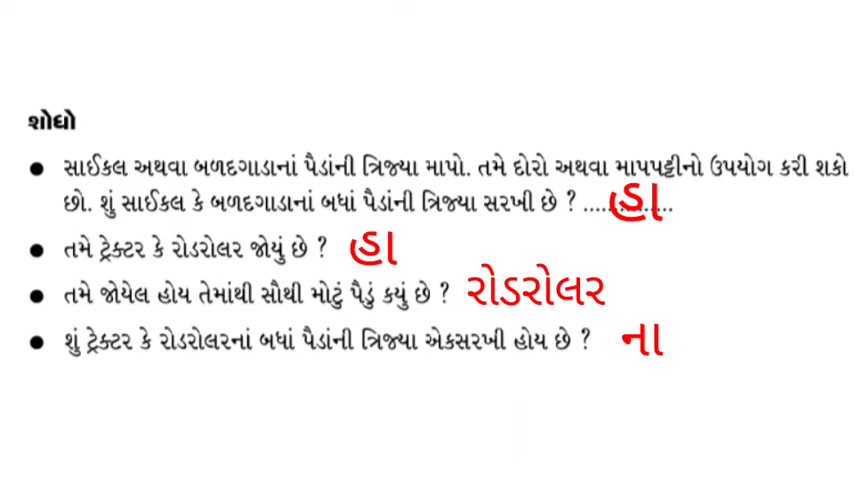 શોધો
● સાઈકલ અથવા બળદગાડાનાં પૈડાંની ત્રિજ્યા માપો. તમે દોરો અથવા માપપટ્ટીનો ઉપયોગ કરી શકો
છો. શું સાઈકલ કે બળદગાડાનાં બધાં પૈડાંની ત્રિજ્યા સરખી છે ? ............... હા
● તમે ટ્રેક્ટર કે રોડરોલર જોયું છે ? હા
● તમે જોયેલ હોય તેમાંથી સૌથી મોટું પૈડું કયું છે ? રોડરોલર
● શું ટ્રેક્ટર કે રોડરોલરનાં બધાં પૈડાંની ત્રિજ્યા એકસરખી હોય છે ? ના